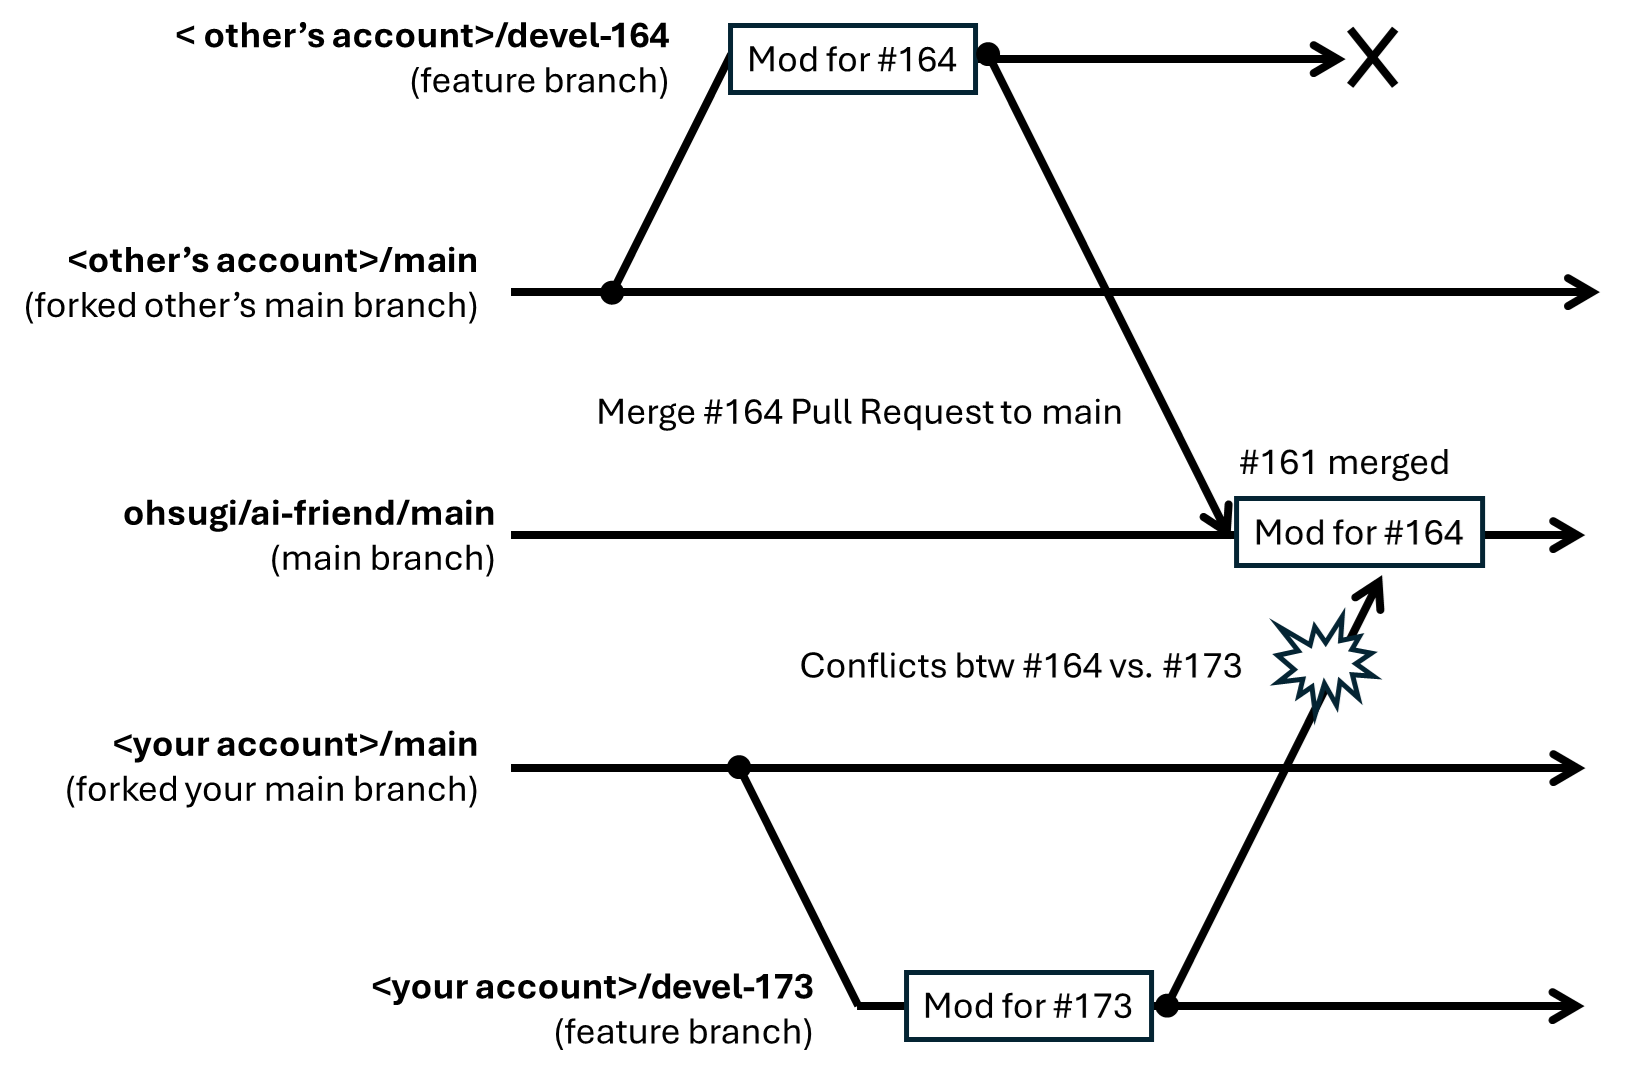 < other’s account>/devel-164
(feature branch)
Mod for #164
<other’s account>/main
(forked other’s main branch)
Merge #164 Pull Request to main
#161 merged
ohsugi/ai-friend/main
(main branch)
Mod for #164
Conflicts btw #164 vs. #173
<your account>/main
(forked your main branch)
<your account>/devel-173
(feature branch)
Mod for #173